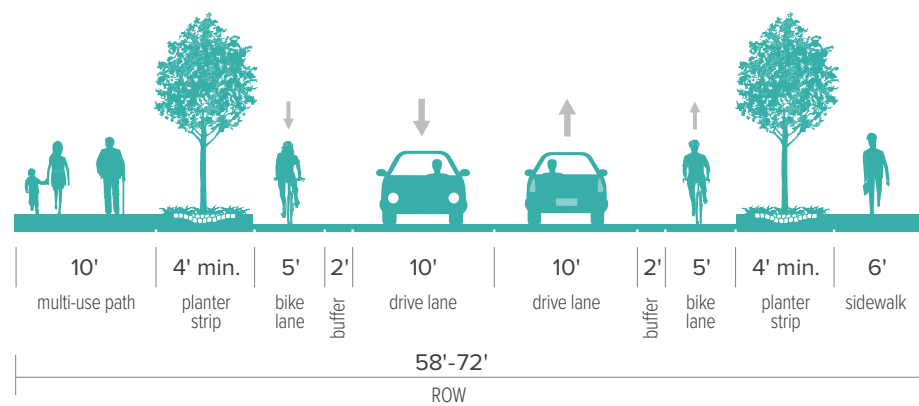 10'
4' min.
5'
2'
10'
10'
2'
5'
4' min.
6'
multi-use path
planter
strip
bike
lane
buffer
drive lane
drive lane
buffer
bike
lane
planter
strip
sidewalk
58'-72'
ROW